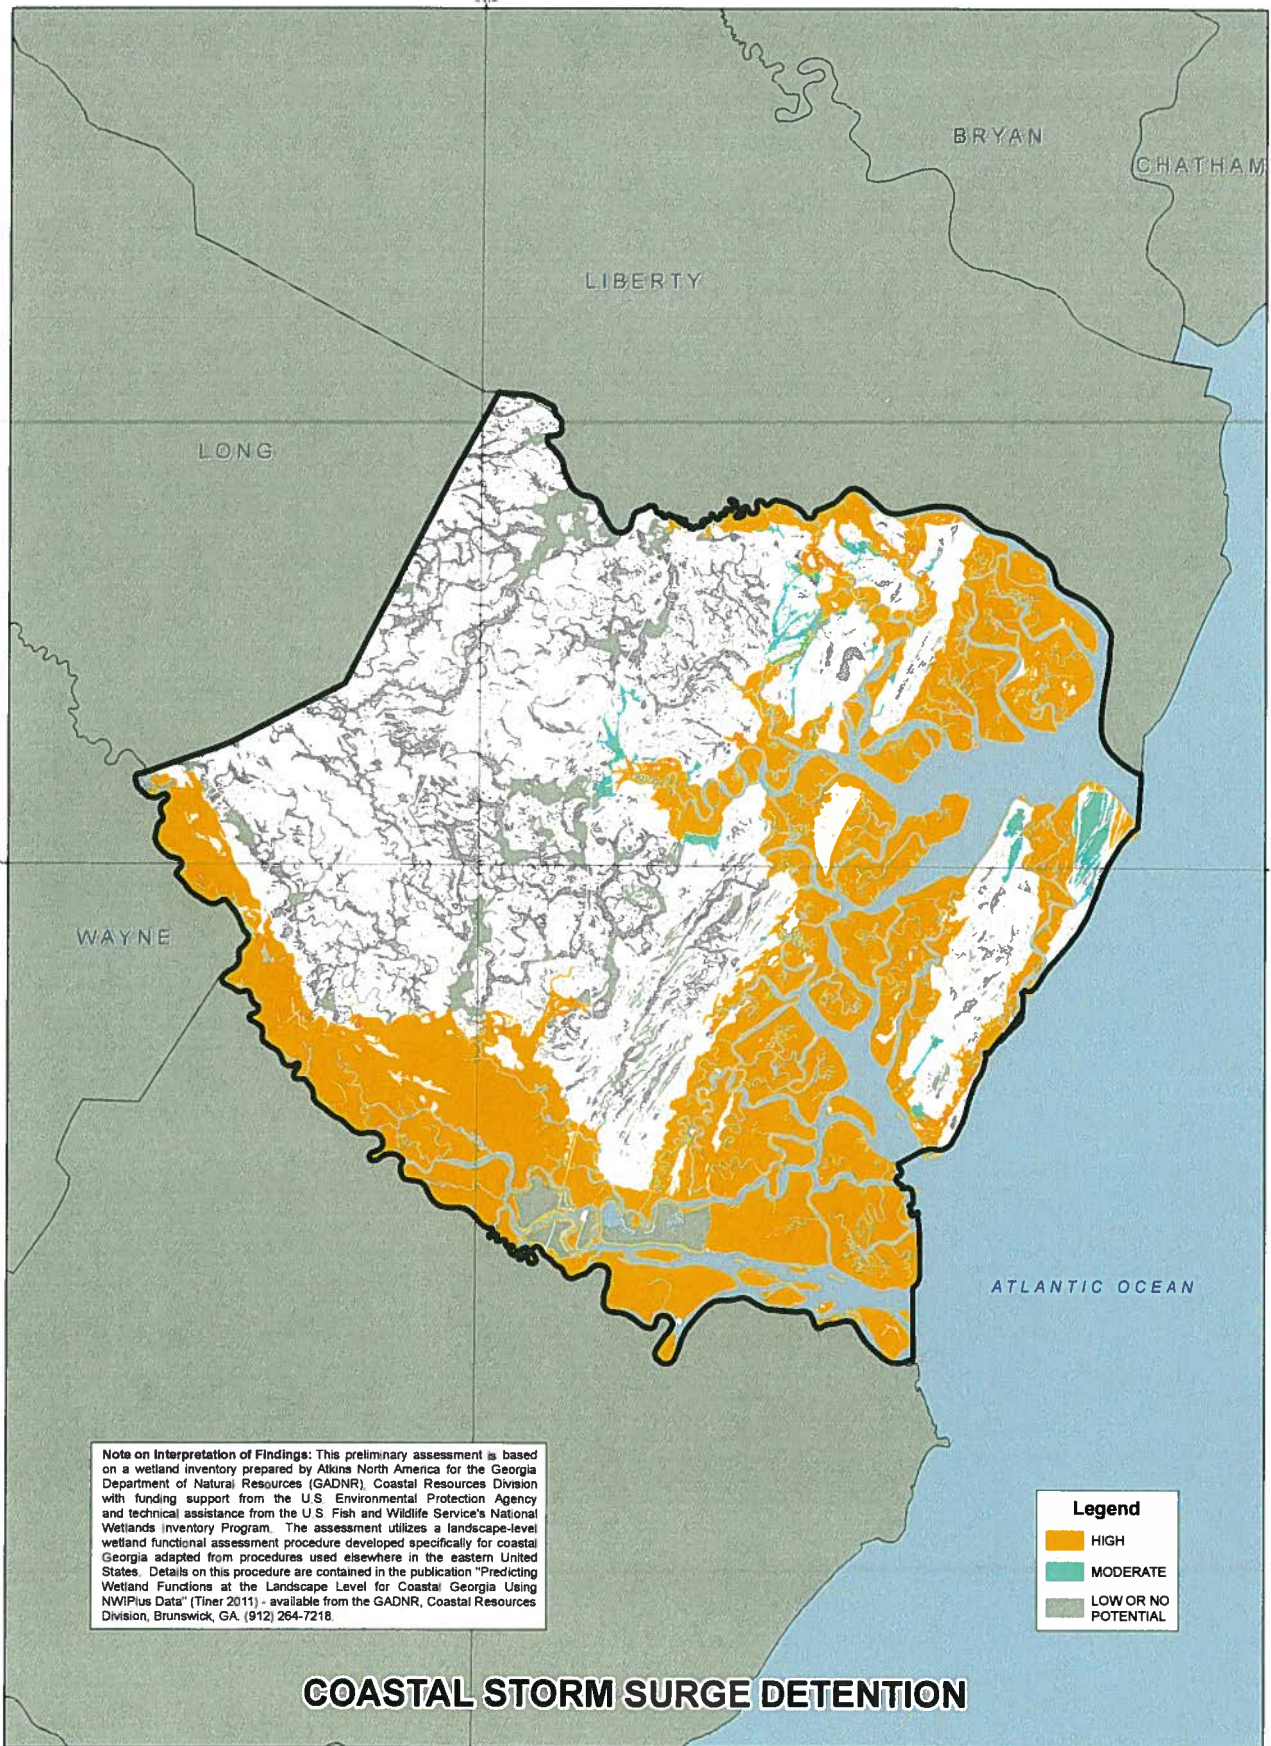 BRYAN
CHATHAM
LIBERTY
LONG
WAYNE
ATLANTIC OCEAN
Note on Interpretation of Findings: This preliminary assessment is based
on a wetland inventory prepared by Atkins North America for the Georgia
Department of Natural Resources (GADNR), Coastal Resources Division
with funding support from the U.S. Environmental Protection Agency
and technical assistance from the U.S. Fish and Wildlife Service's National
Wetlands Inventory Program. The assessment utilizes a landscape-level
wetland functional assessment procedure developed specifically for coastal
Georgia adapted from procedures used elsewhere in the eastern United
States. Details on this procedure are contained in the publication "Predicting
Wetland Functions at the Landscape Level for Coastal Georgia Using
NWIPlus Data" (Tiner 2011) - available from the GADNR, Coastal Resources
Division, Brunswick, GA. (912) 264-7218.
Legend
HIGH
MODERATE
LOW OR NO
POTENTIAL
COASTAL STORM SURGE DETENTION